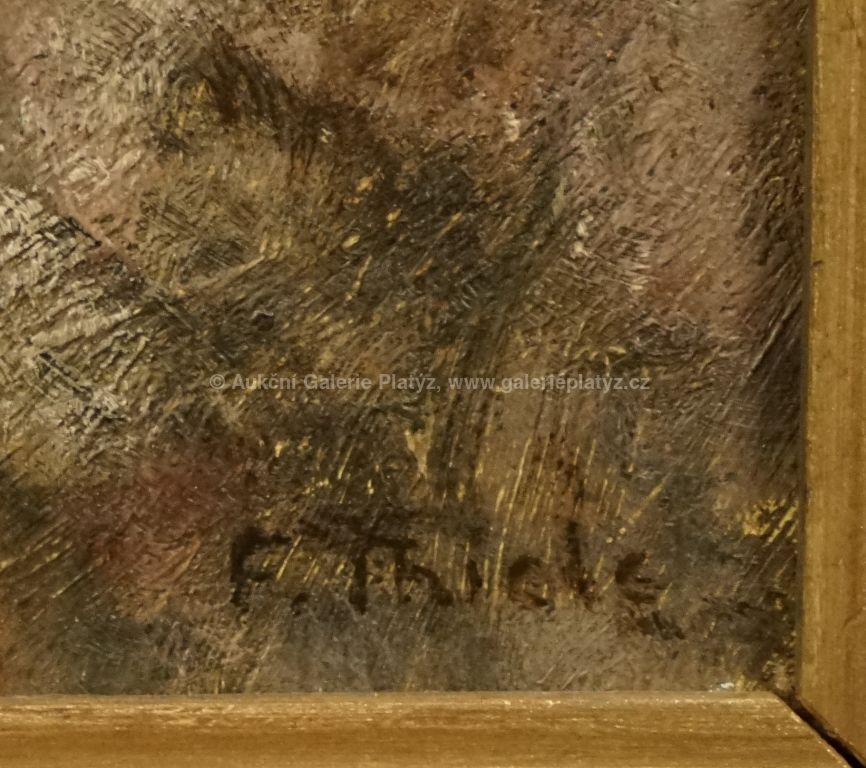 © Aukční Galerie Platýz, www.galerieplatyz.cz
F. Thiele